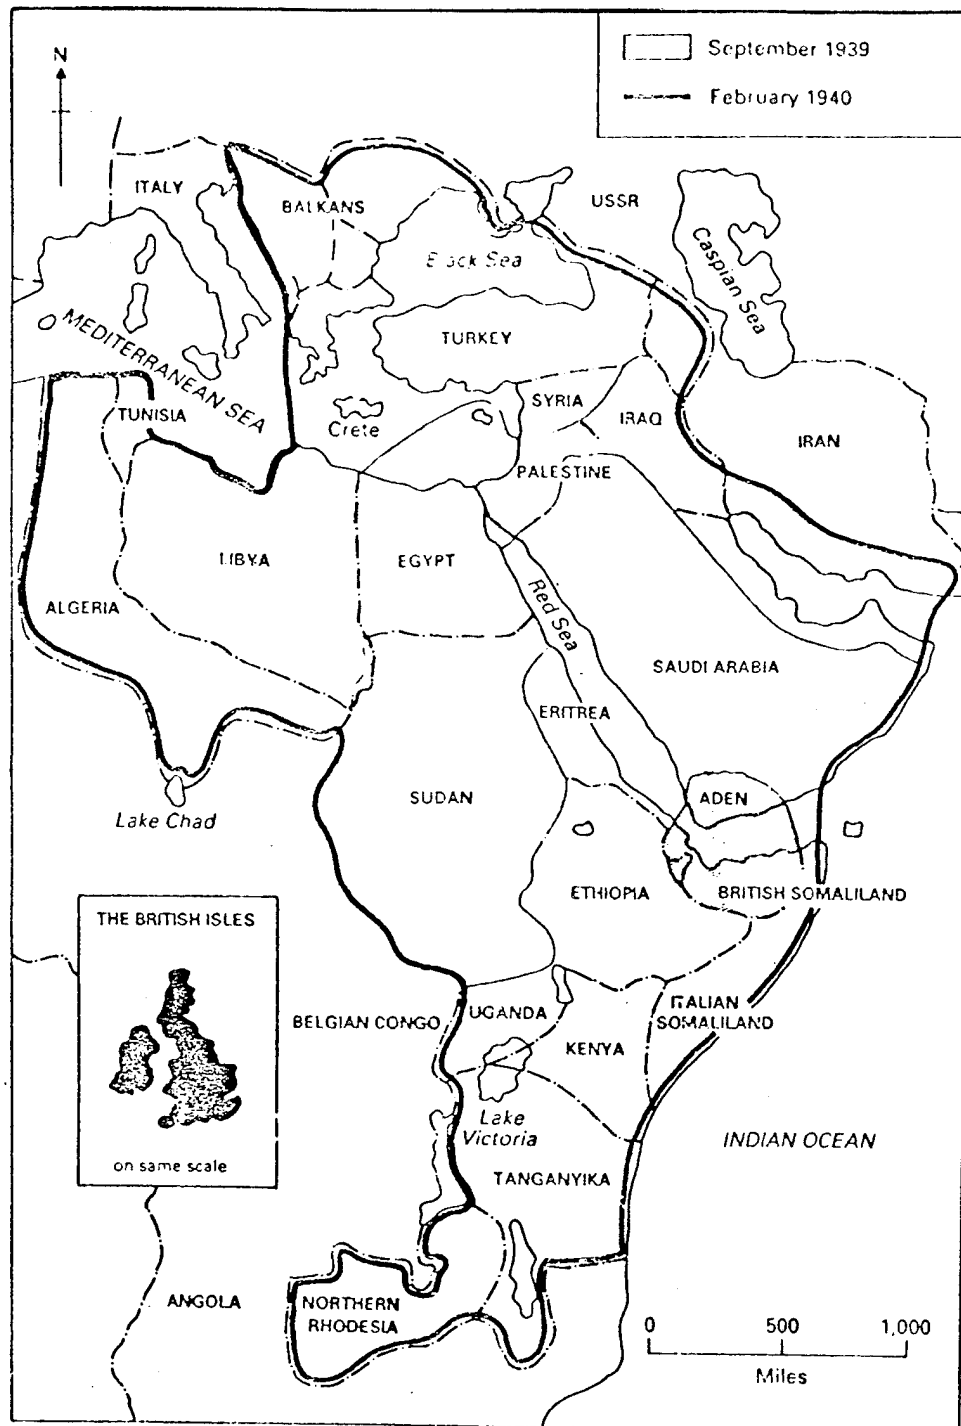 September 1939
February 1940
N
ITALY
BALKANS
USSR
Black Sea
Caspian Sea
MEDITERRANEAN SEA
TURKEY
TUNISIA
Crete
SYRIA
IRAQ
IRAN
PALESTINE
LIBYA
EGYPT
ALGERIA
Red Sea
SAUDI ARABIA
ERITREA
SUDAN
ADEN
Lake Chad
ETHIOPIA
BRITISH SOMALILAND
THE BRITISH ISLES
on same scale
BELGIAN CONGO
UGANDA
ITALIAN
SOMALILAND
KENYA
Lake
Victoria
INDIAN OCEAN
TANGANYIKA
ANGOLA
NORTHERN
RHODESIA
0 500 1,000
Miles